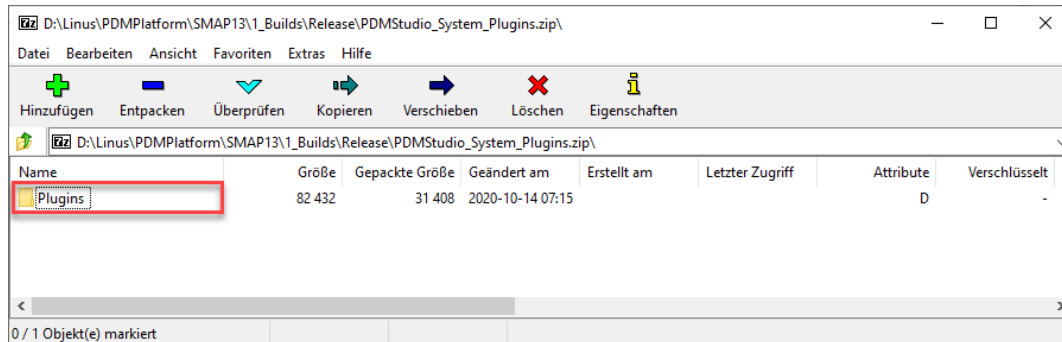 D:\Linus\PDMPlatform\SMAP13\1_Builds\Release\PDMStudio_System_Plugins.zip\
Datei Bearbeiten Ansicht Favoriten Extras Hilfe
Hinzufügen Entpacken Überprüfen Kopieren Verschieben Löschen Eigenschaften
D:\Linus\PDMPlatform\SMAP13\1_Builds\Release\PDMStudio_System_Plugins.zip\
Name Größe Gepackte Größe Geändert am Erstellt am Letzter Zugriff Attribute Verschlüsselt
Plugins 82 432 31 408 2020-10-14 07:15 D -
0 / 1 Objekt(e) markiert